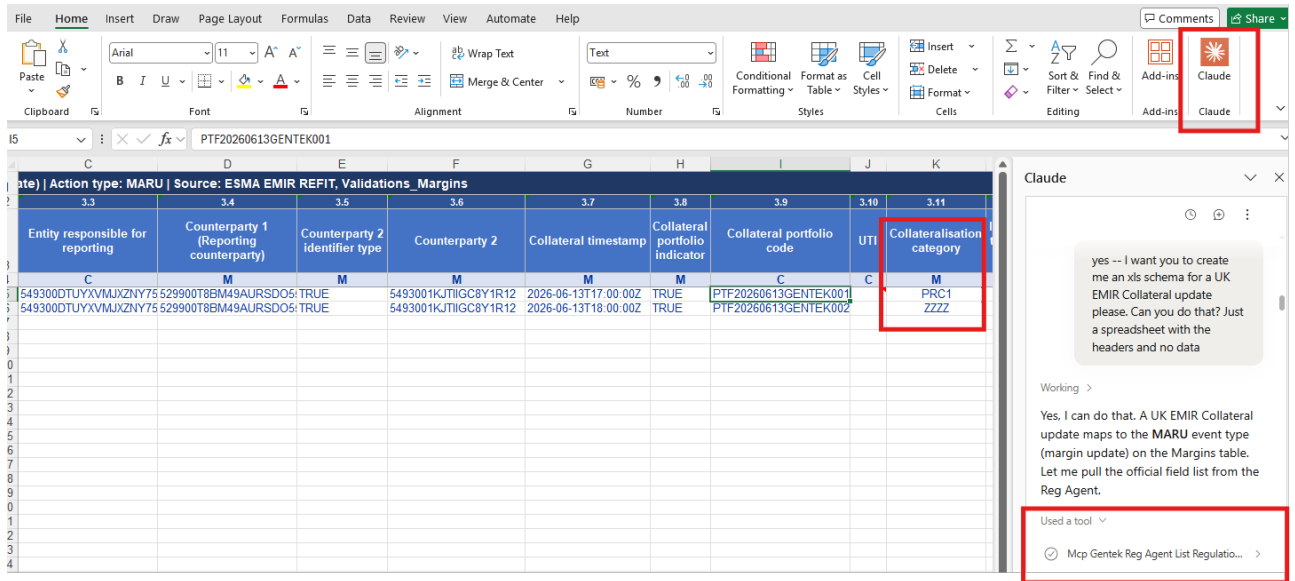 File Home Insert Draw Page Layout Formulas Data Review View Automate Help Comments Share
Arial 11 Wrap Text Text Insert
Paste B I U Merge & Center % Conditional Formatting Format as Table Cell Styles Delete Sort & Filter Find & Select Add-ins Claude
Format
Clipboard Font Alignment Number Styles Cells Editing Add-ins Claude
I5 fx PTF20260613GENTEK001
C D E F G H I J K
ate) | Action type: MARU | Source: ESMA EMIR REFIT, Validations_Margins
3.3 3.4 3.5 3.6 3.7 3.8 3.9 3.10 3.11
Entity responsible for reporting Counterparty 1 (Reporting counterparty) Counterparty 2 identifier type Counterparty 2 Collateral timestamp Collateral portfolio indicator Collateral portfolio code UTI Collateralisation category
C M M M M M C C M
549300DTUYXVMJXZNY75 529900T8BM49AURSDO5 TRUE 5493001KJTIIGC8Y1R12 2026-06-13T17:00:00Z TRUE PTF20260613GENTEK001 PRC1
549300DTUYXVMJXZNY75 529900T8BM49AURSDO5 TRUE 5493001KJTIIGC8Y1R12 2026-06-13T18:00:00Z TRUE PTF20260613GENTEK002 ZZZZ
Claude
yes -- I want you to create
me an xls schema for a UK
EMIR Collateral update
please. Can you do that? Just
a spreadsheet with the
headers and no data
Working
Yes, I can do that. A UK EMIR Collateral
update maps to the MARU event type
(margin update) on the Margins table.
Let me pull the official field list from the
Reg Agent.
Used a tool
Mcp Gentek Reg Agent List Regulatio...